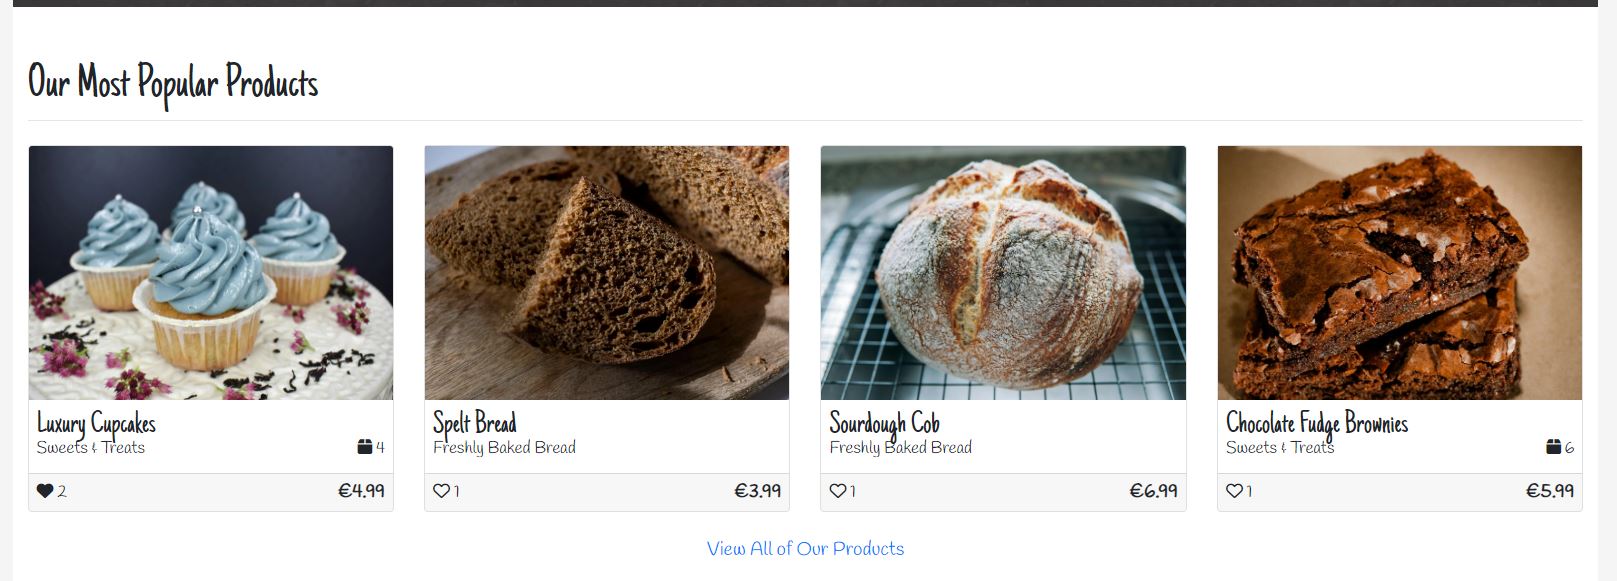 Our Most Popular Products
Luxury Cupcakes
Sweets & Treats
4
2
€4.99
Spelt Bread
Freshly Baked Bread
1
€3.99
Sourdough Cob
Freshly Baked Bread
1
€6.99
Chocolate Fudge Brownies
Sweets & Treats
6
1
€5.99
View All of Our Products